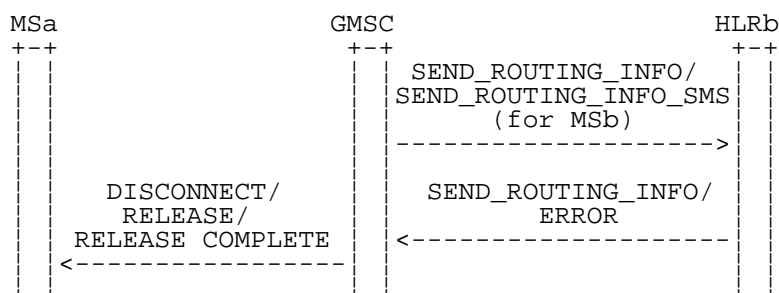 MSa GMSC HLRb
SEND_ROUTING_INFO/
SEND_ROUTING_INFO_SMS
(for MSb)
DISCONNECT/ SEND_ROUTING_INFO/
RELEASE/ ERROR
RELEASE COMPLETE